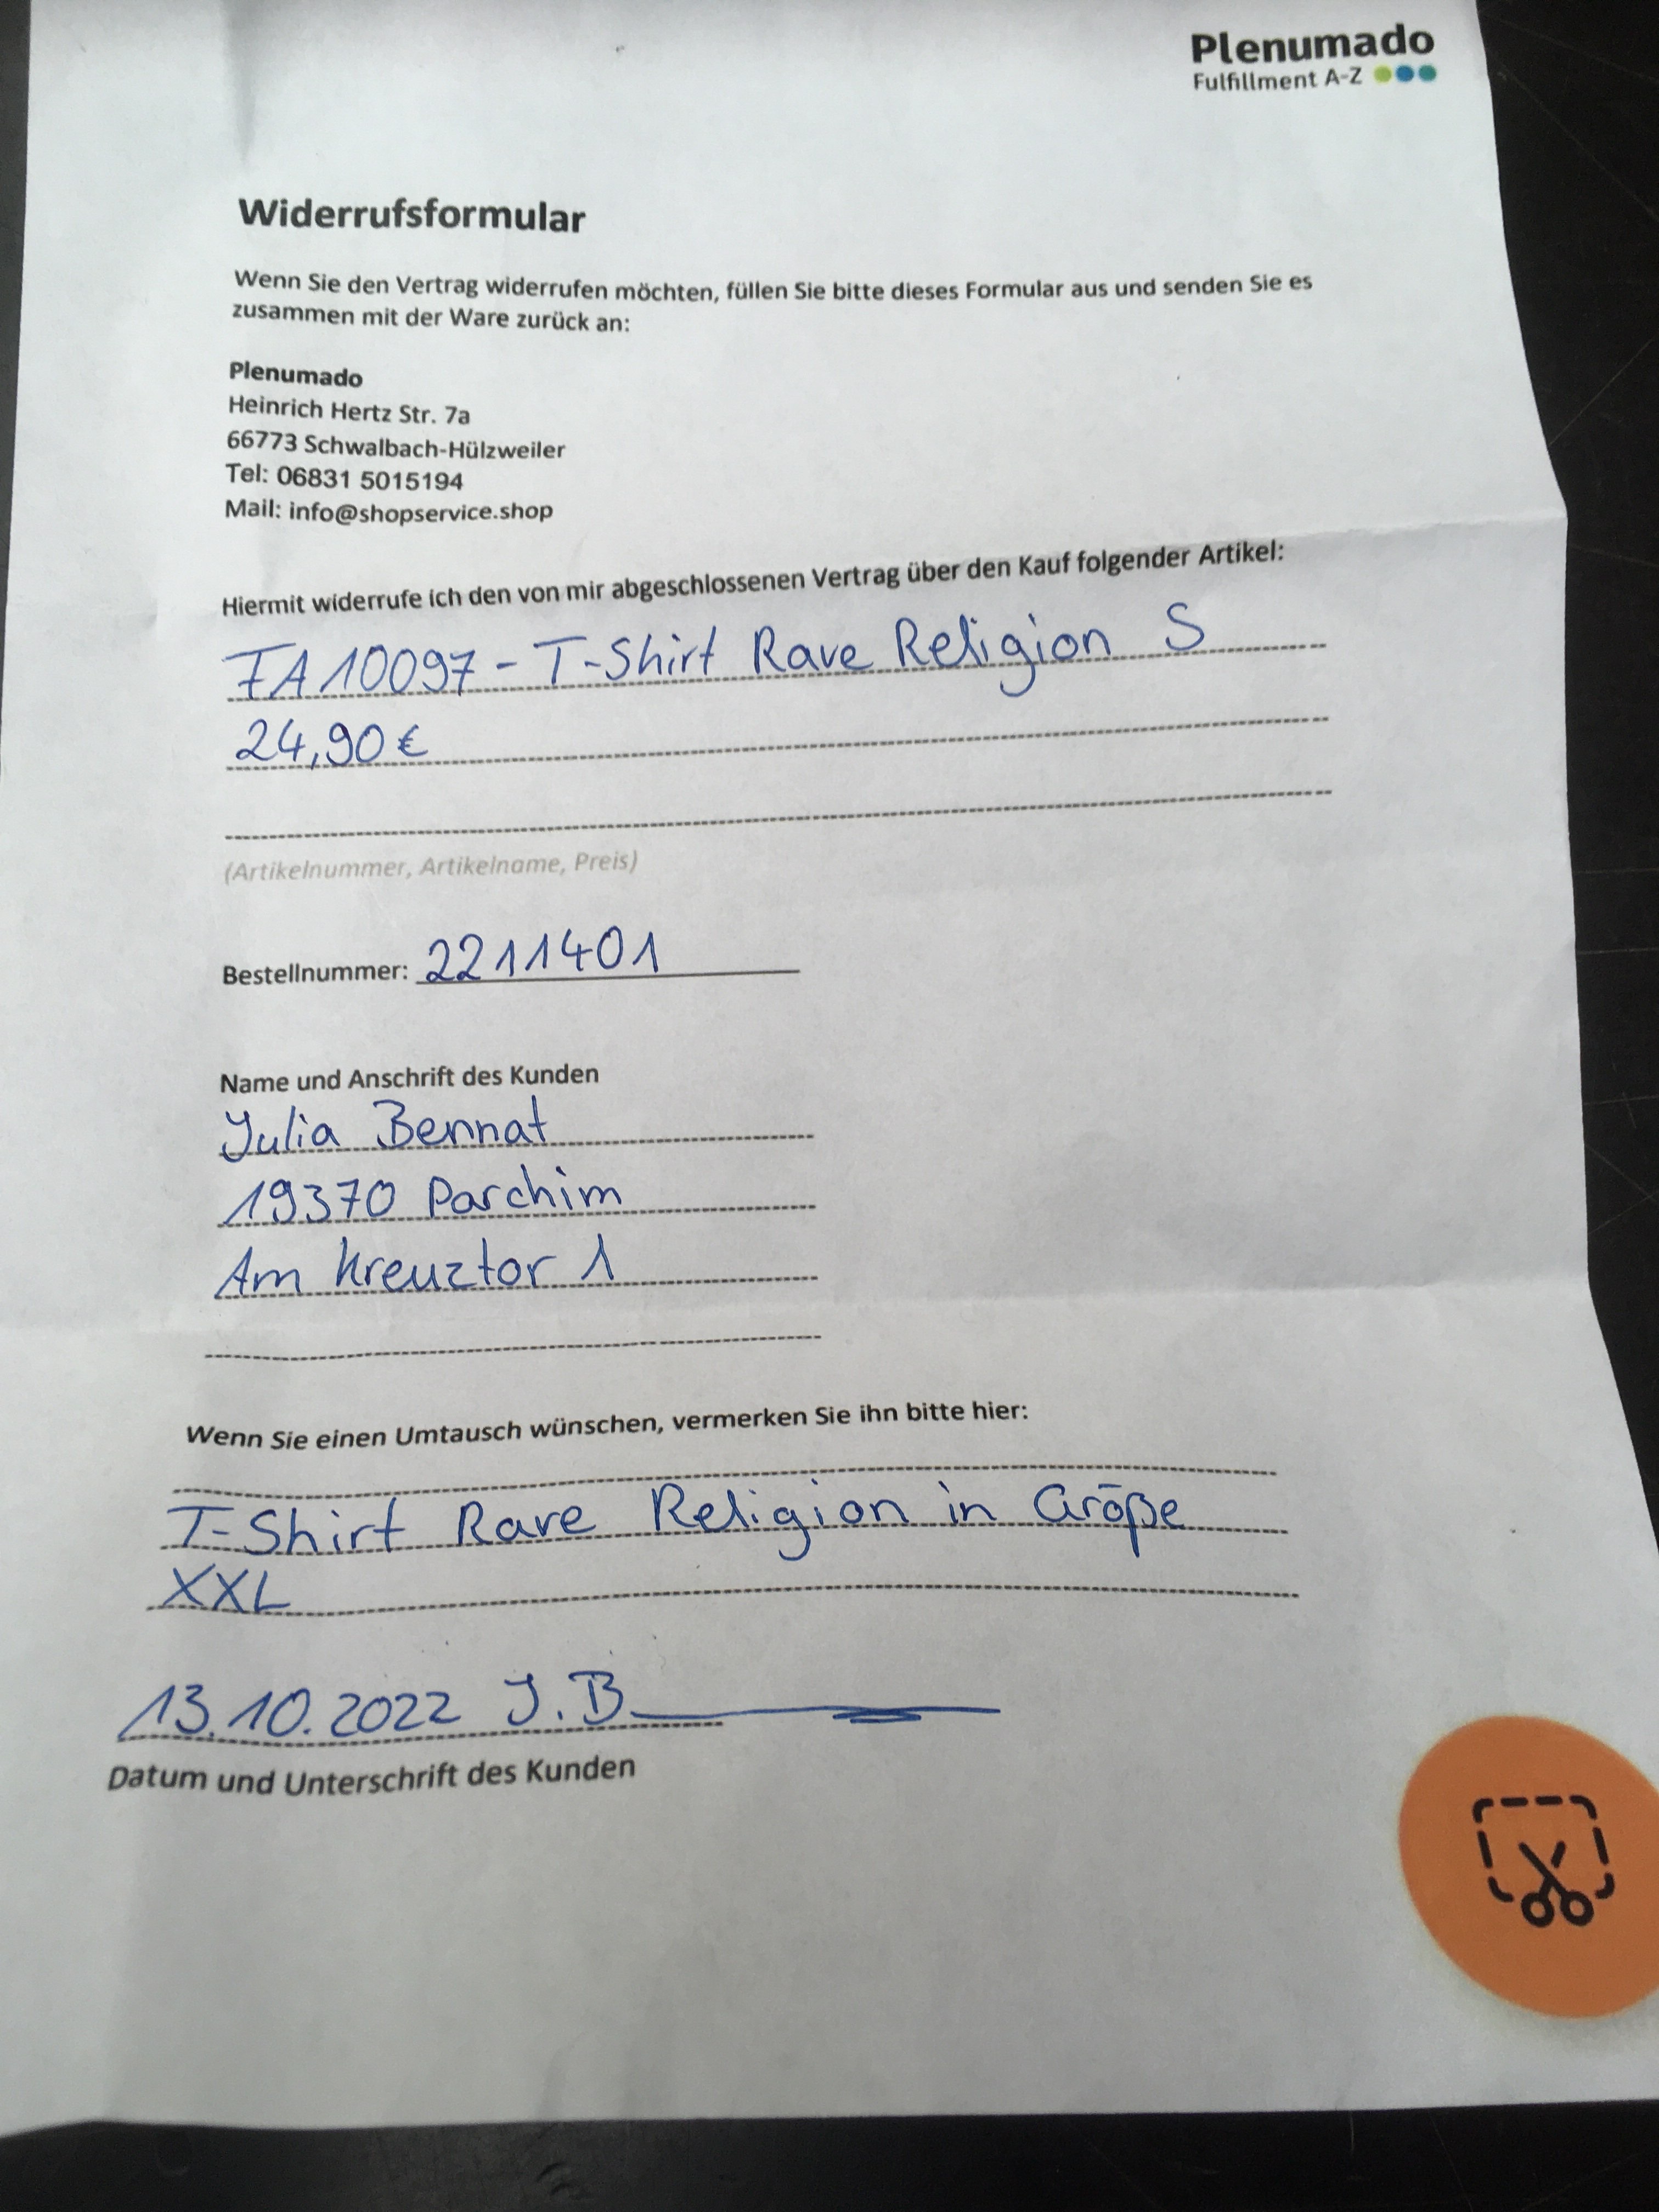 Plenumado
Fulfillment A-Z
Widerrufsformular
Wenn Sie den Vertrag widerrufen möchten, füllen Sie bitte dieses Formular aus und senden Sie es
zusammen mit der Ware zurück an:
Plenumado
Heinrich Hertz Str. 7a
66773 Schwalbach-Hülzweiler
Tel: 06831 5015194
Mail: info@shopservice.shop
Hiermit widerrufe ich den von mir abgeschlossenen Vertrag über den Kauf folgender Artikel:
FA10097 - T-Shirt Rave Religion S
24,90€
(Artikelnummer, Artikelname, Preis)
Bestellnummer: 2211401
Name und Anschrift des Kunden
Julia Bennat
19370 Parchim
Am Kreuztor 1
Wenn Sie einen Umtausch wünschen, vermerken Sie ihn bitte hier:
T-Shirt Rave Religion in Größe
XXL
13.10.2022 J.B
Datum und Unterschrift des Kunden